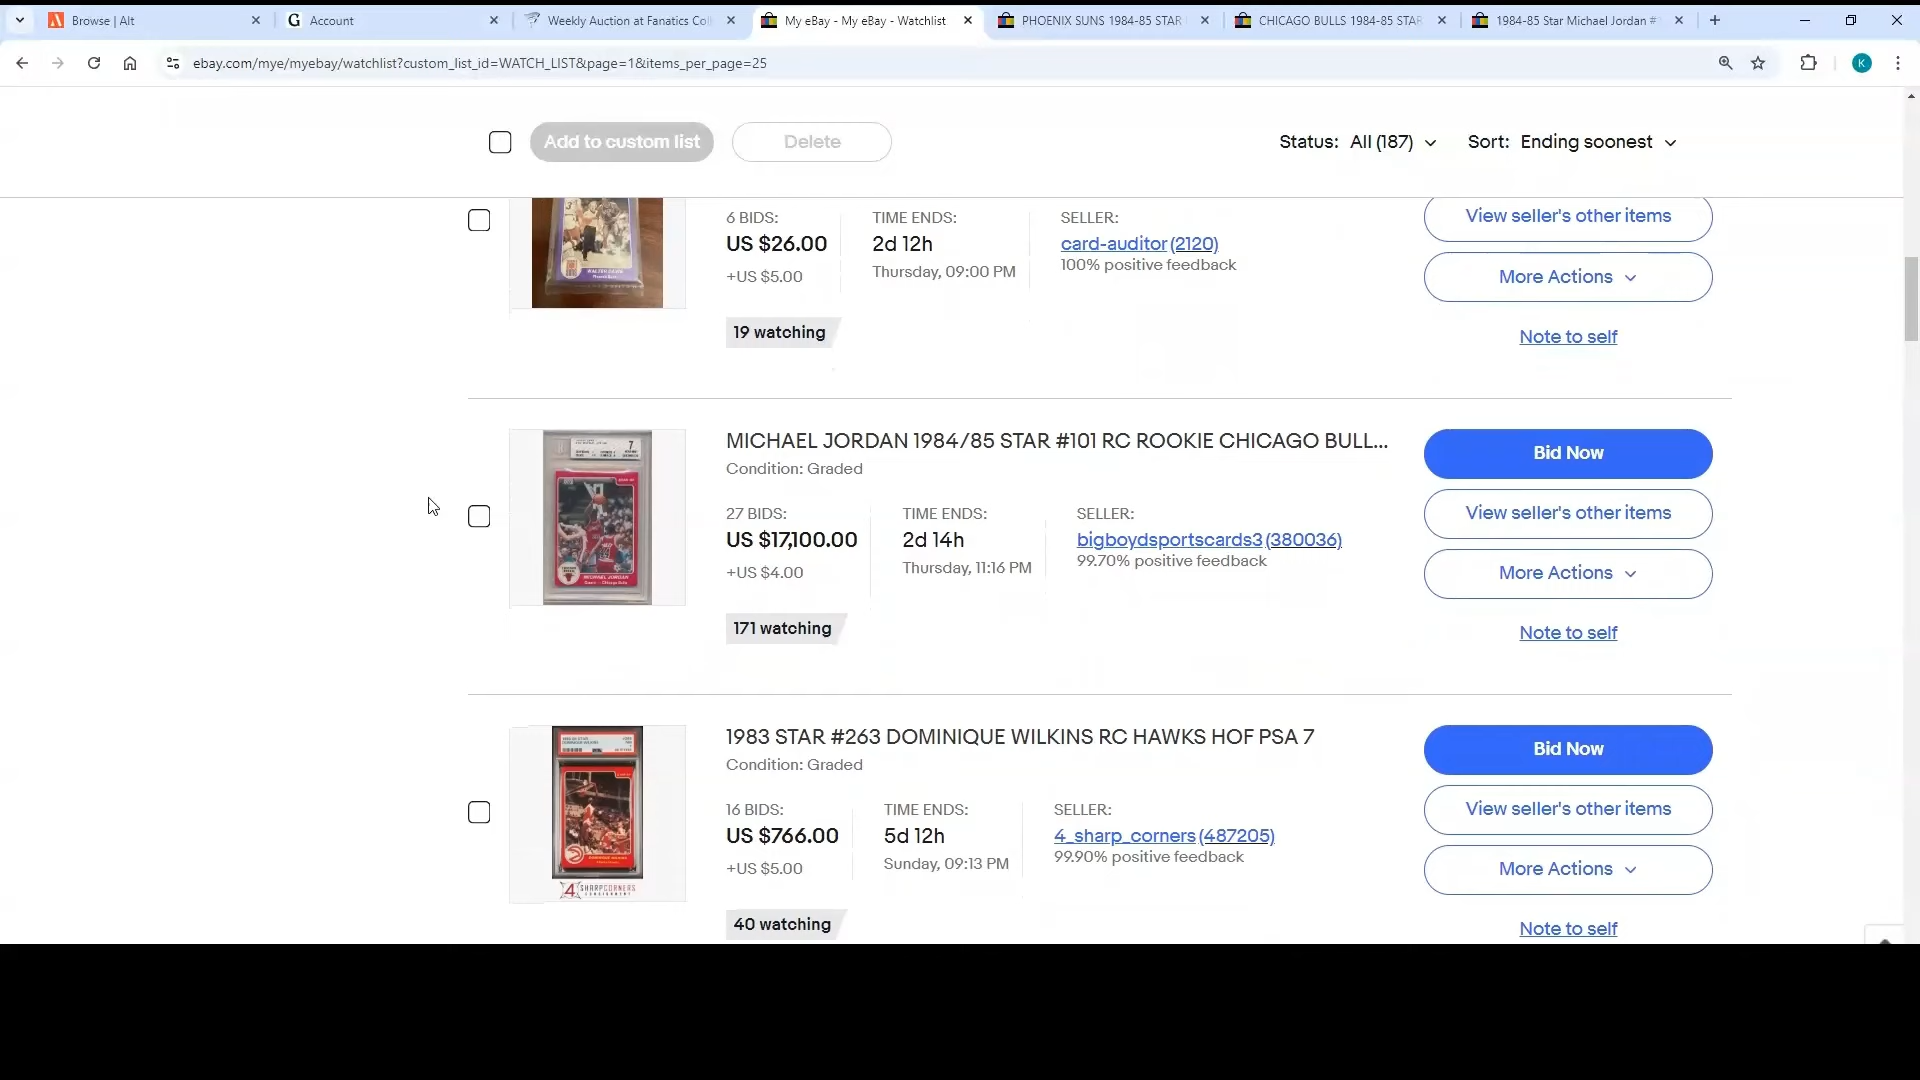 Browse | Alt
G Account
Weekly Auction at Fanatics Col
My eBay - My eBay - Watchlist
PHOENIX SUNS 1984-85 STAR
CHICAGO BULLS 1984-85 STAR
1984-85 Star Michael Jordan #
ebay.com/mye/myebay/watchlist?custom_list_id=WATCH_LIST&page=1&items_per_page=25
K
Add to custom list
Delete
Status: All (187)
Sort: Ending soonest
6 BIDS:
US $26.00
+US $5.00
TIME ENDS:
2d 12h
Thursday, 09:00 PM
SELLER:
card-auditor (2120)
100% positive feedback
19 watching
View seller's other items
More Actions
Note to self
MICHAEL JORDAN 1984/85 STAR #101 RC ROOKIE CHICAGO BULL...
Condition: Graded
27 BIDS:
US $17,100.00
+US $4.00
TIME ENDS:
2d 14h
Thursday, 11:16 PM
SELLER:
bigboydsportscards3 (380036)
99.70% positive feedback
171 watching
Bid Now
View seller's other items
More Actions
Note to self
7
MICHAEL JORDAN
1983 STAR #263 DOMINIQUE WILKINS RC HAWKS HOF PSA 7
Condition: Graded
16 BIDS:
US $766.00
+US $5.00
TIME ENDS:
5d 12h
Sunday, 09:13 PM
SELLER:
4_sharp_corners (487205)
99.90% positive feedback
40 watching
Bid Now
View seller's other items
More Actions
Note to self
4 SHARPCORNERS